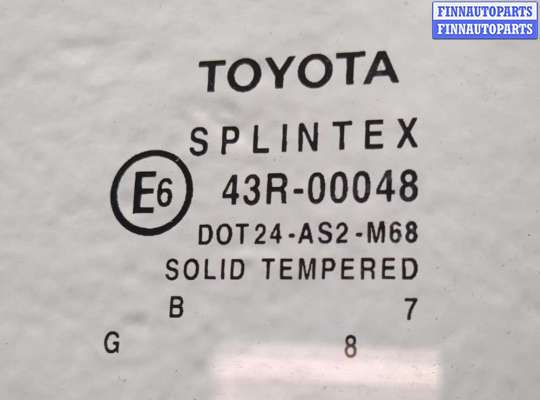 FINNAUTOPARTS
FINNAUTOPARTS
TOYOTA
SPLINTEX
E6 43R-00048
DOT24-AS2-M68
SOLID TEMPERED
B 7
G 8